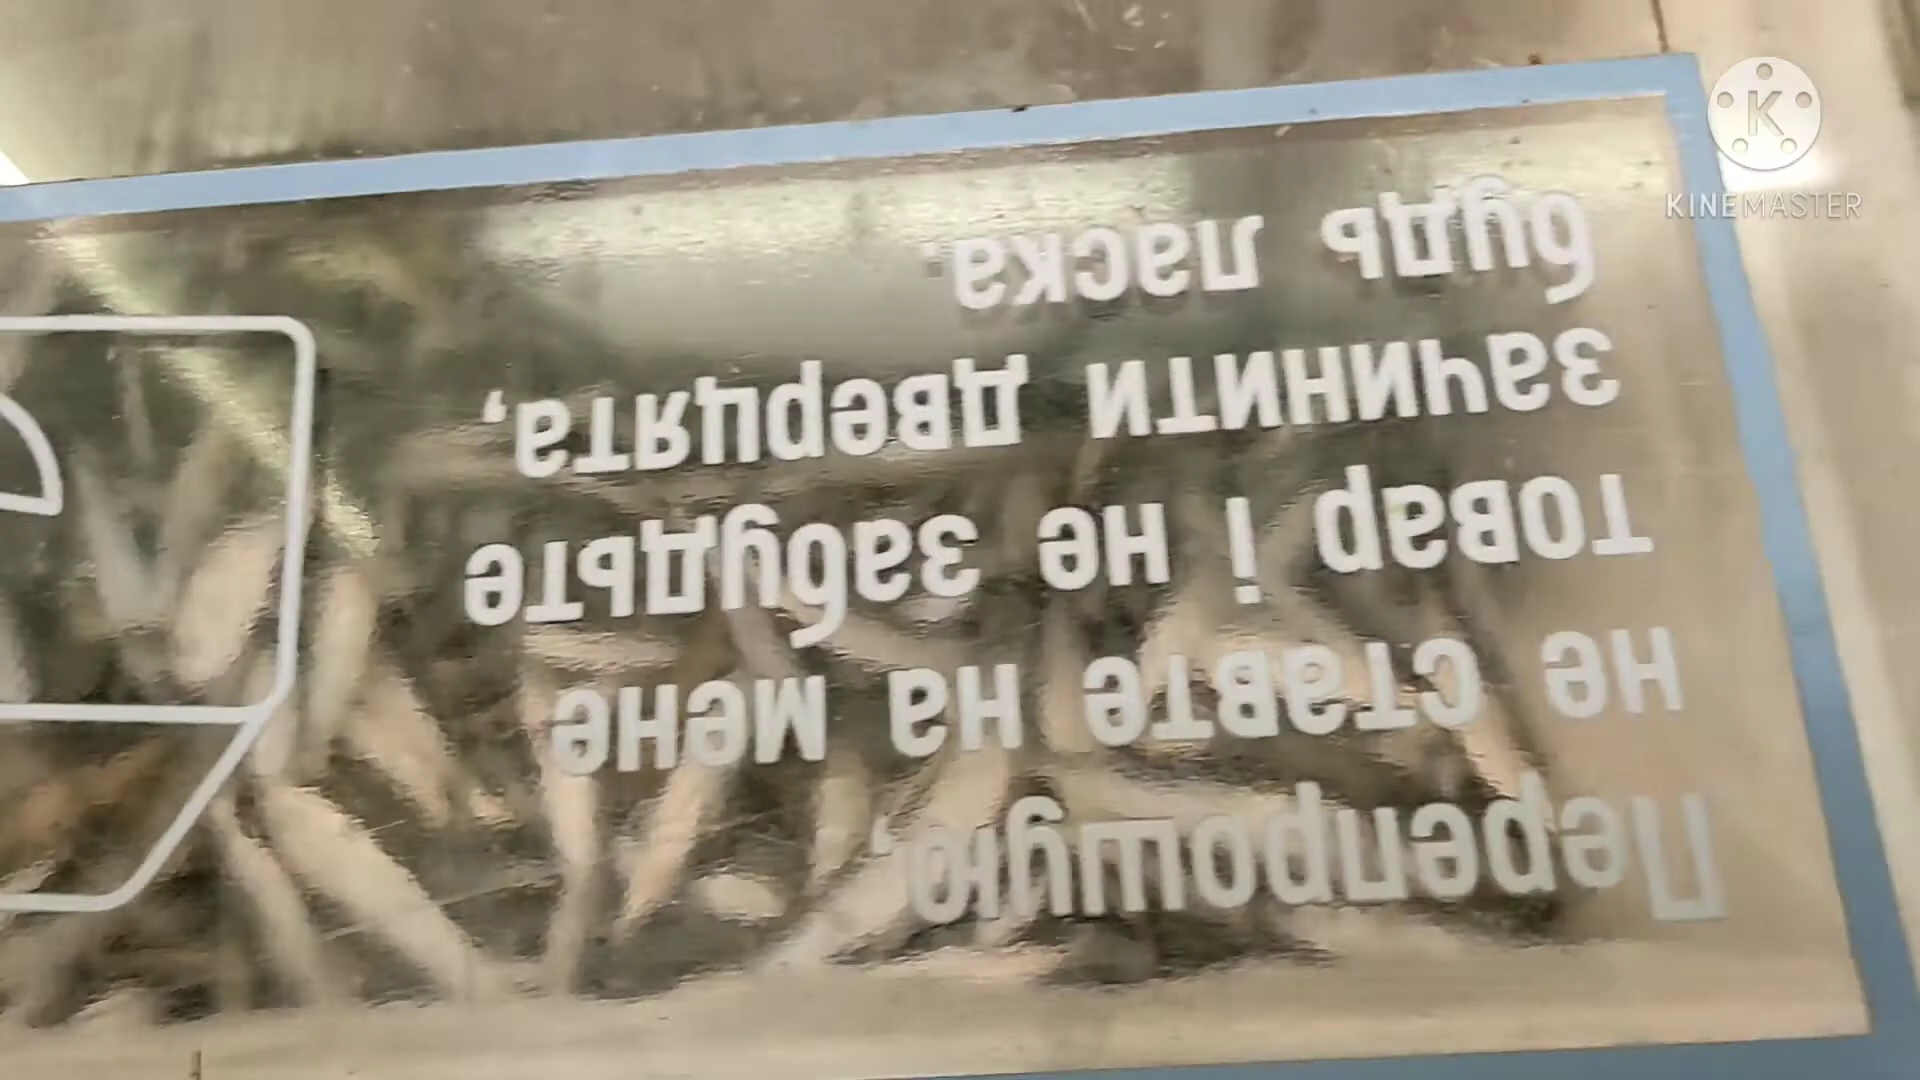 Перепрошую,
не ставте на мене
товар і не забудьте
зачинити дверцята,
будь ласка.
K
KINEMASTER